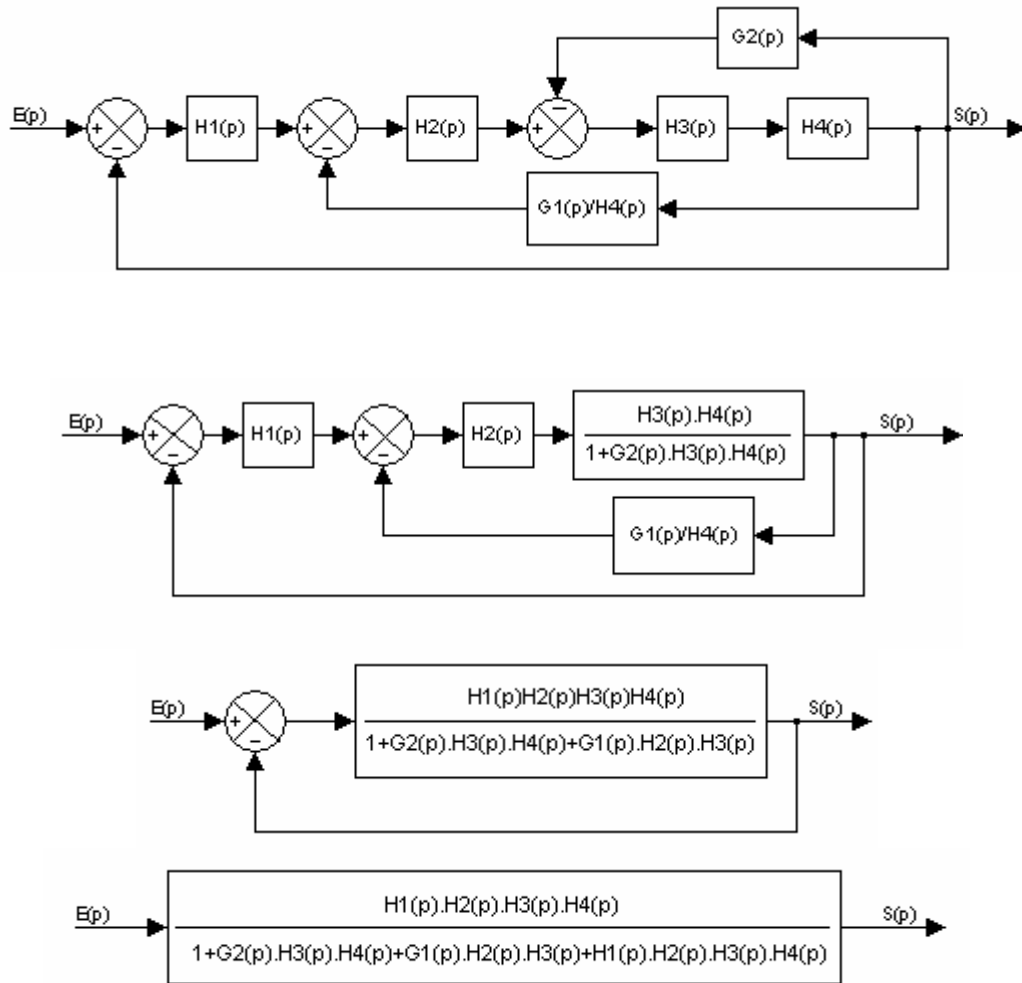 G2(p)
E(p)
+
−
H1(p)
+
−
H2(p)
−
+
H3(p)
H4(p)
S(p)
G1(p)/H4(p)
E(p)
+
−
H1(p)
+
−
H2(p)
H3(p).H4(p)
1+G2(p).H3(p).H4(p)
S(p)
G1(p)/H4(p)
E(p)
+
−
H1(p)H2(p)H3(p)H4(p)
1+G2(p).H3(p).H4(p)+G1(p).H2(p).H3(p)
S(p)
E(p)
H1(p).H2(p).H3(p).H4(p)
1+G2(p).H3(p).H4(p)+G1(p).H2(p).H3(p)+H1(p).H2(p).H3(p).H4(p)
S(p)